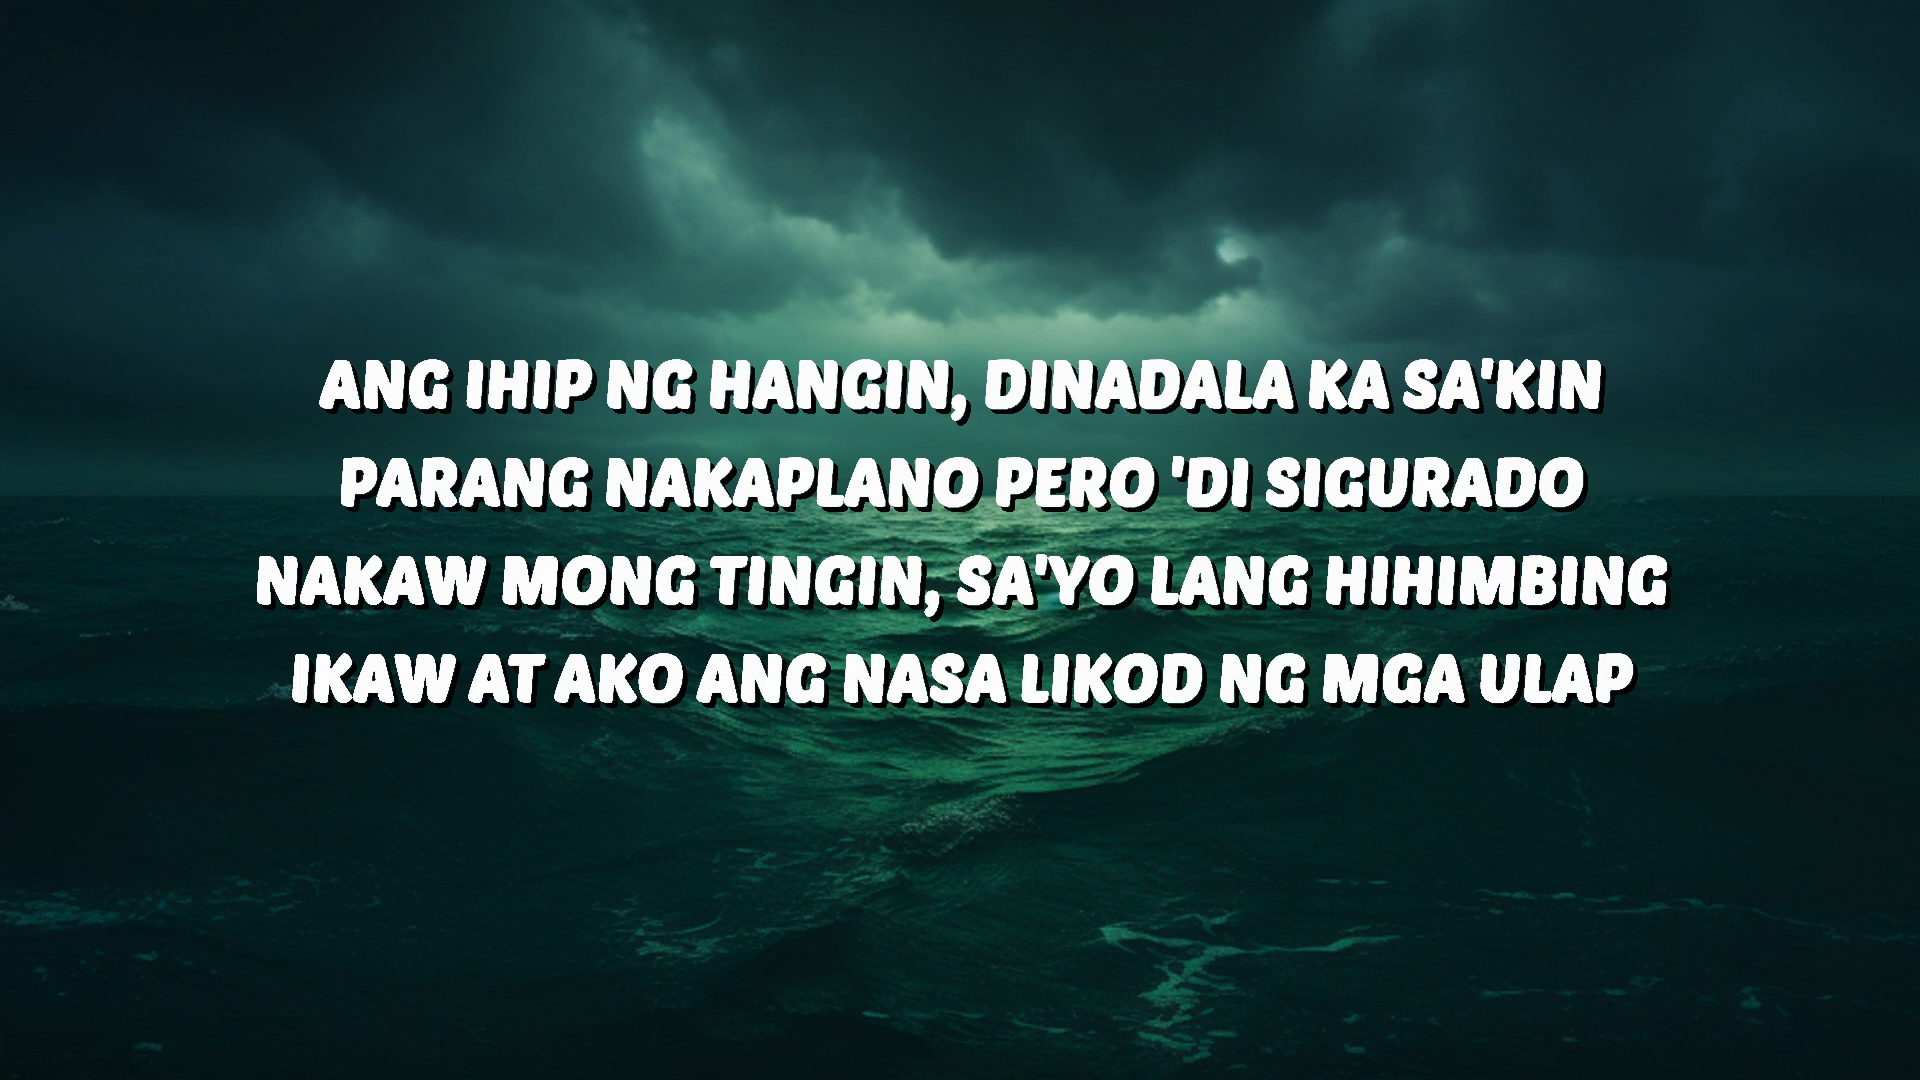 ANG IHIP NG HANGIN, DINADALA KA SA'KIN
PARANG NAKAPLANO PERO 'DI SIGURADO
NAKAW MONG TINGIN, SA'YO LANG HIHIMBING
IKAW AT AKO ANG NASA LIKOD NG MGA ULAP